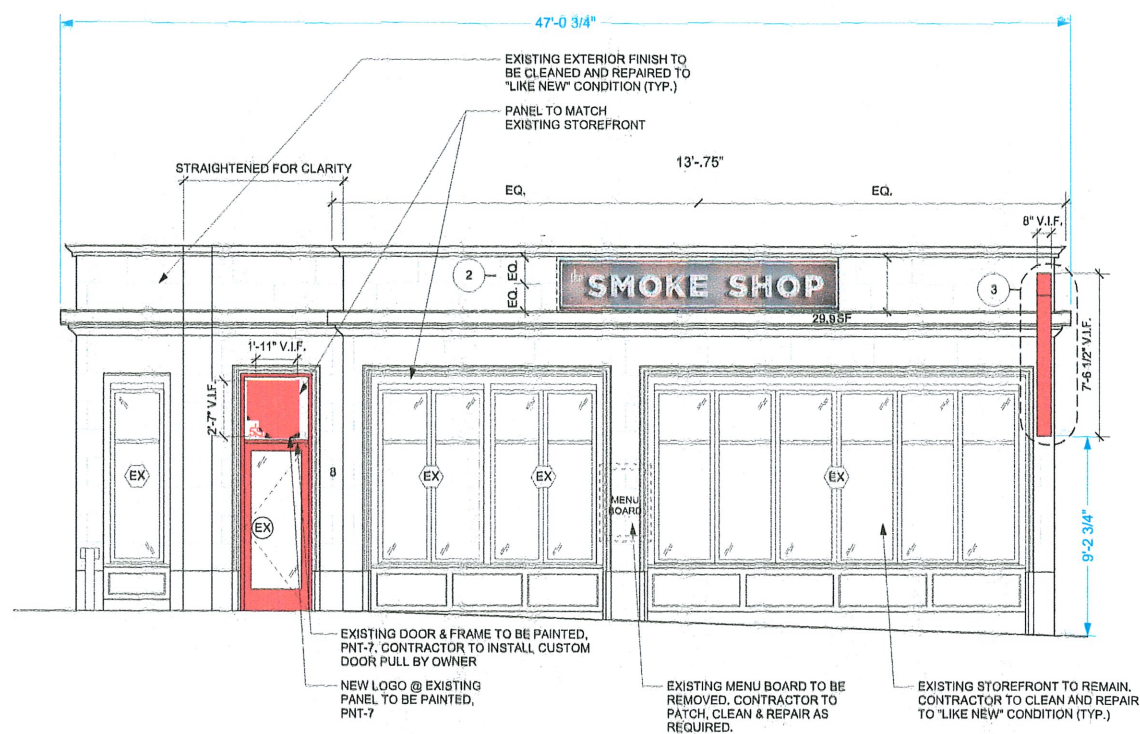 47'-0 3/4"
EXISTING EXTERIOR FINISH TO
BE CLEANED AND REPAIRED TO
"LIKE NEW" CONDITION (TYP.)
PANEL TO MATCH
EXISTING STOREFRONT
STRAIGHTENED FOR CLARITY
13'-.75"
EQ.
EQ.
8" V.I.F.
2
EQ.
EQ.
the
SMOKE SHOP
3
29.9SF
1'-11" V.I.F.
2'-7" V.I.F.
7'-6 1/2" V.I.F.
EX
EX
EX
EX
EX
8
MENU
BOARD
9'-2 3/4"
EXISTING DOOR & FRAME TO BE PAINTED,
PNT-7. CONTRACTOR TO INSTALL CUSTOM
DOOR PULL BY OWNER
NEW LOGO @ EXISTING
PANEL TO BE PAINTED,
PNT-7
EXISTING MENU BOARD TO BE
REMOVED. CONTRACTOR TO
PATCH, CLEAN & REPAIR AS
REQUIRED.
EXISTING STOREFRONT TO REMAIN.
CONTRACTOR TO CLEAN AND REPAIR
TO "LIKE NEW" CONDITION (TYP.)